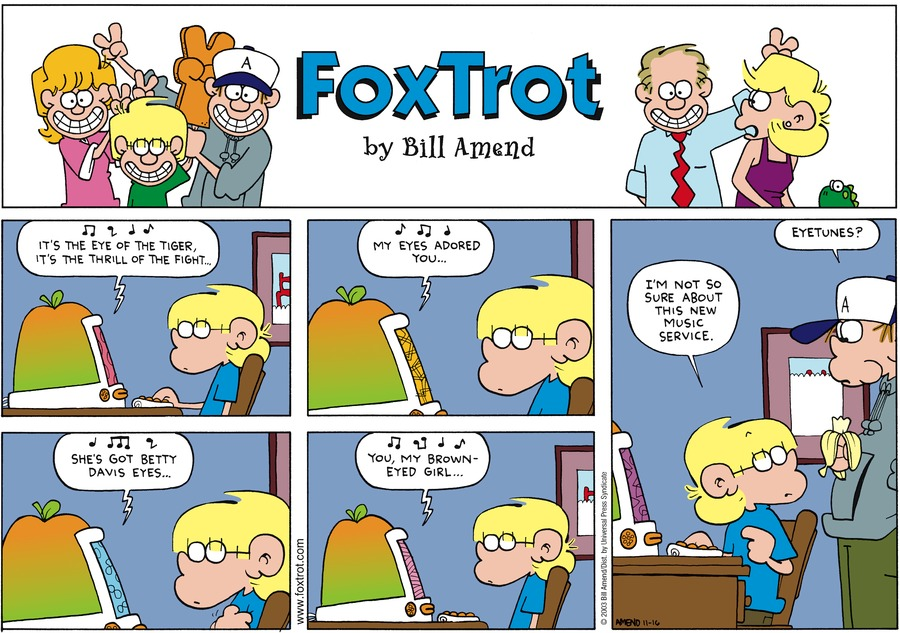 FoxTrot
by Bill Amend
A
IT'S THE EYE OF THE TIGER,
IT'S THE THRILL OF THE FIGHT...
MY EYES ADORED
YOU...
SHE'S GOT BETTY
DAVIS EYES...
YOU, MY BROWN-
EYED GIRL...
www.foxtrot.com
EYETUNES?
I'M NOT SO
SURE ABOUT
THIS NEW
MUSIC
SERVICE.
A
© 2003 Bill Amend/Dist. by Universal Press Syndicate
AMEND 11-16